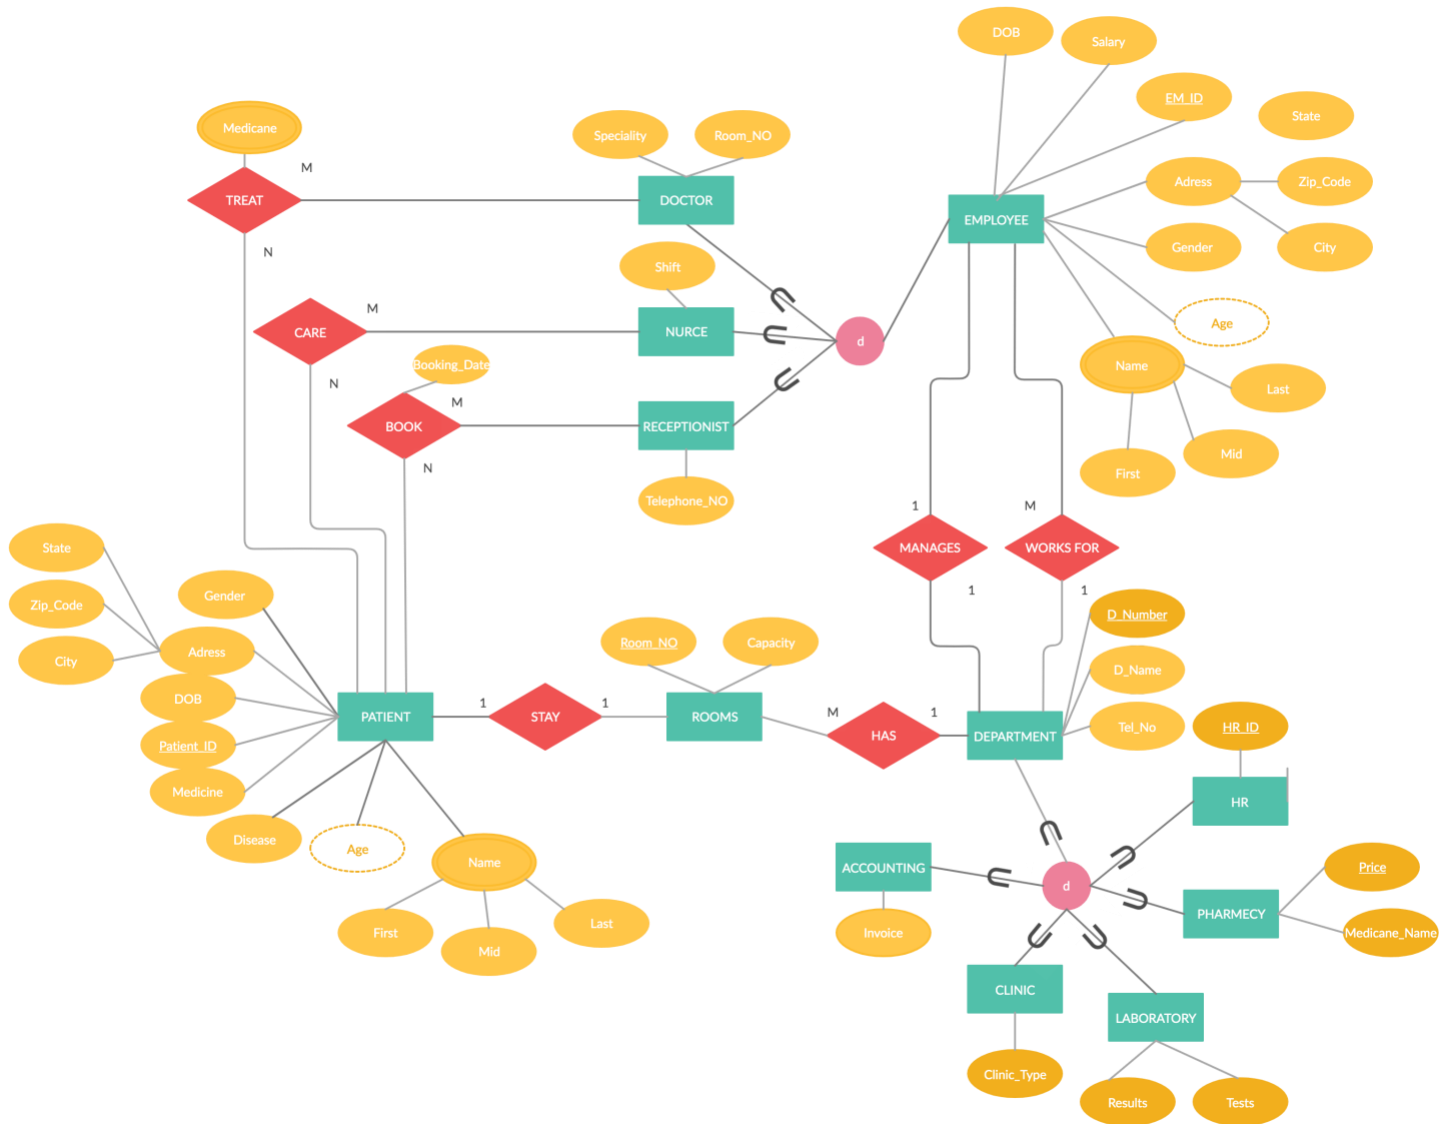 DOB
Salary
EM_ID
State
Medicane
Speciality
Room_NO
M
TREAT
DOCTOR
Adress
Zip_Code
EMPLOYEE
N
Shift
Gender
City
M
CARE
NURCE
d
Age
Booking_Date
N
Name
Last
M
BOOK
RECEPTIONIST
Mid
N
First
Telephone_NO
1
M
State
MANAGES
WORKS FOR
Gender
1
1
Zip_Code
D_Number
Room_NO
Capacity
Adress
City
D_Name
DOB
1
1
M
1
PATIENT
STAY
ROOMS
HAS
DEPARTMENT
Tel_No
HR_ID
Patient_ID
Medicine
HR
Disease
Age
Name
ACCOUNTING
Price
d
First
Mid
Last
Invoice
PHARMECY
Medicane_Name
CLINIC
LABORATORY
Clinic_Type
Results
Tests